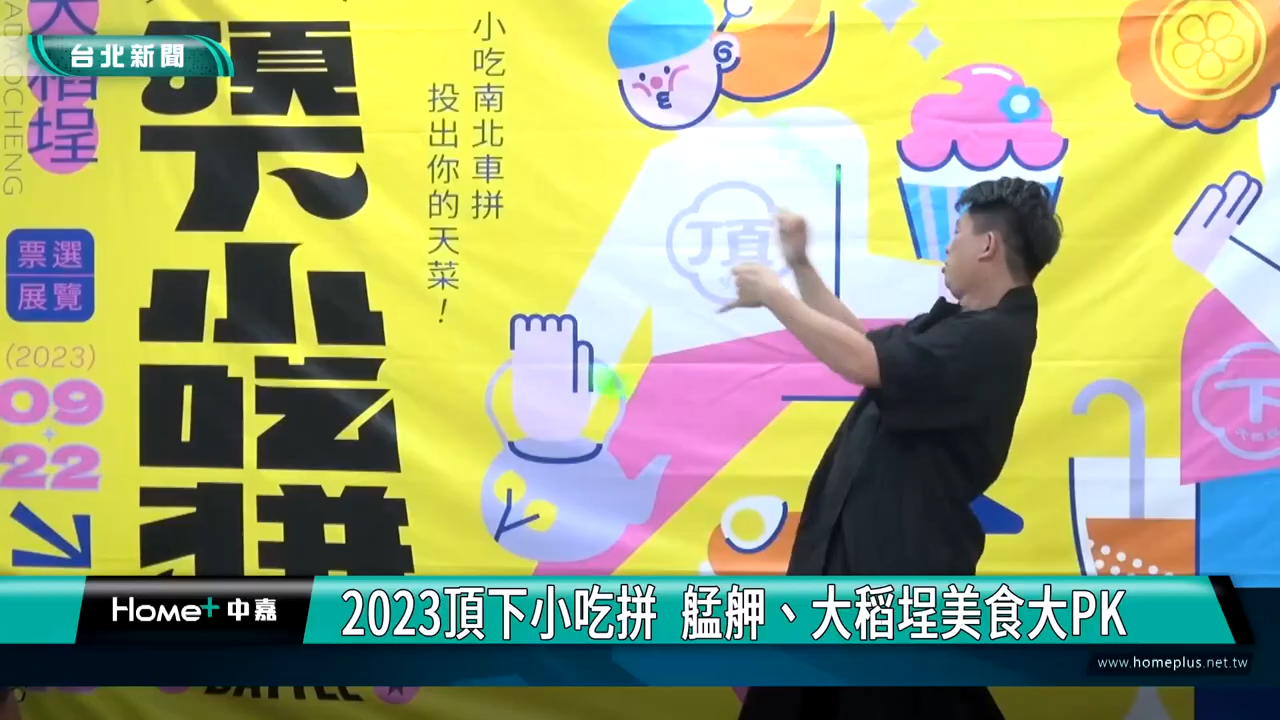 台北新聞
大稻埕
DADAOCHENG
票選
展覽
(2023)
09
22
頂下小吃拼
小吃南北車拼
投出你的天菜!
頂
下
Home+ 中嘉
2023頂下小吃拼 艋舺、大稻埕美食大PK
www.homeplus.net.tw
BATTLE